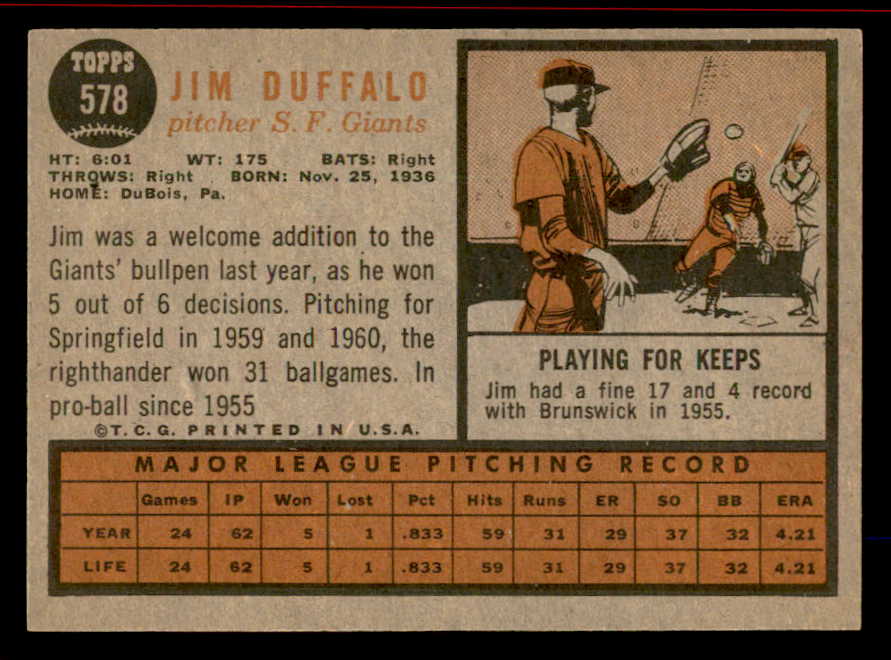 TOPPS
578
JIM DUFFALO
pitcher S. F. Giants
HT: 6:01 WT: 175 BATS: Right
THROWS: Right BORN: Nov. 25, 1936
HOME: DuBois, Pa.
Jim was a welcome addition to the
Giants' bullpen last year, as he won
5 out of 6 decisions. Pitching for
Springfield in 1959 and 1960, the
righthander won 31 ballgames. In
pro-ball since 1955
©T.C.G. PRINTED IN U.S.A.
PLAYING FOR KEEPS
Jim had a fine 17 and 4 record
with Brunswick in 1955.
MAJOR LEAGUE PITCHING RECORD
Games IP Won Lost Pct Hits Runs ER SO BB ERA
YEAR 24 62 5 1 .833 59 31 29 37 32 4.21
LIFE 24 62 5 1 .833 59 31 29 37 32 4.21